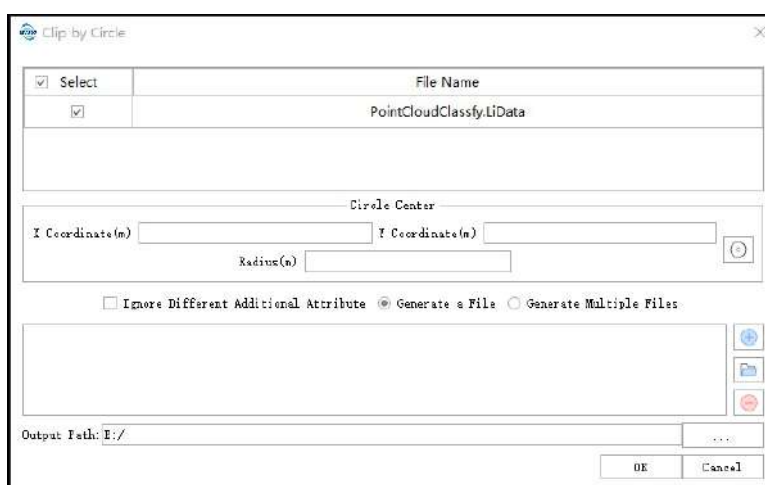 Clip by Circle
Select File Name
PointCloudClassfy.LiData
Circle Center
X Coordinate(m) Y Coordinate(m)
Radius(m)
Ignore Different Additional Attribute Generate a File Generate Multiple Files
Output Path: E:/ ...
OK Cancel